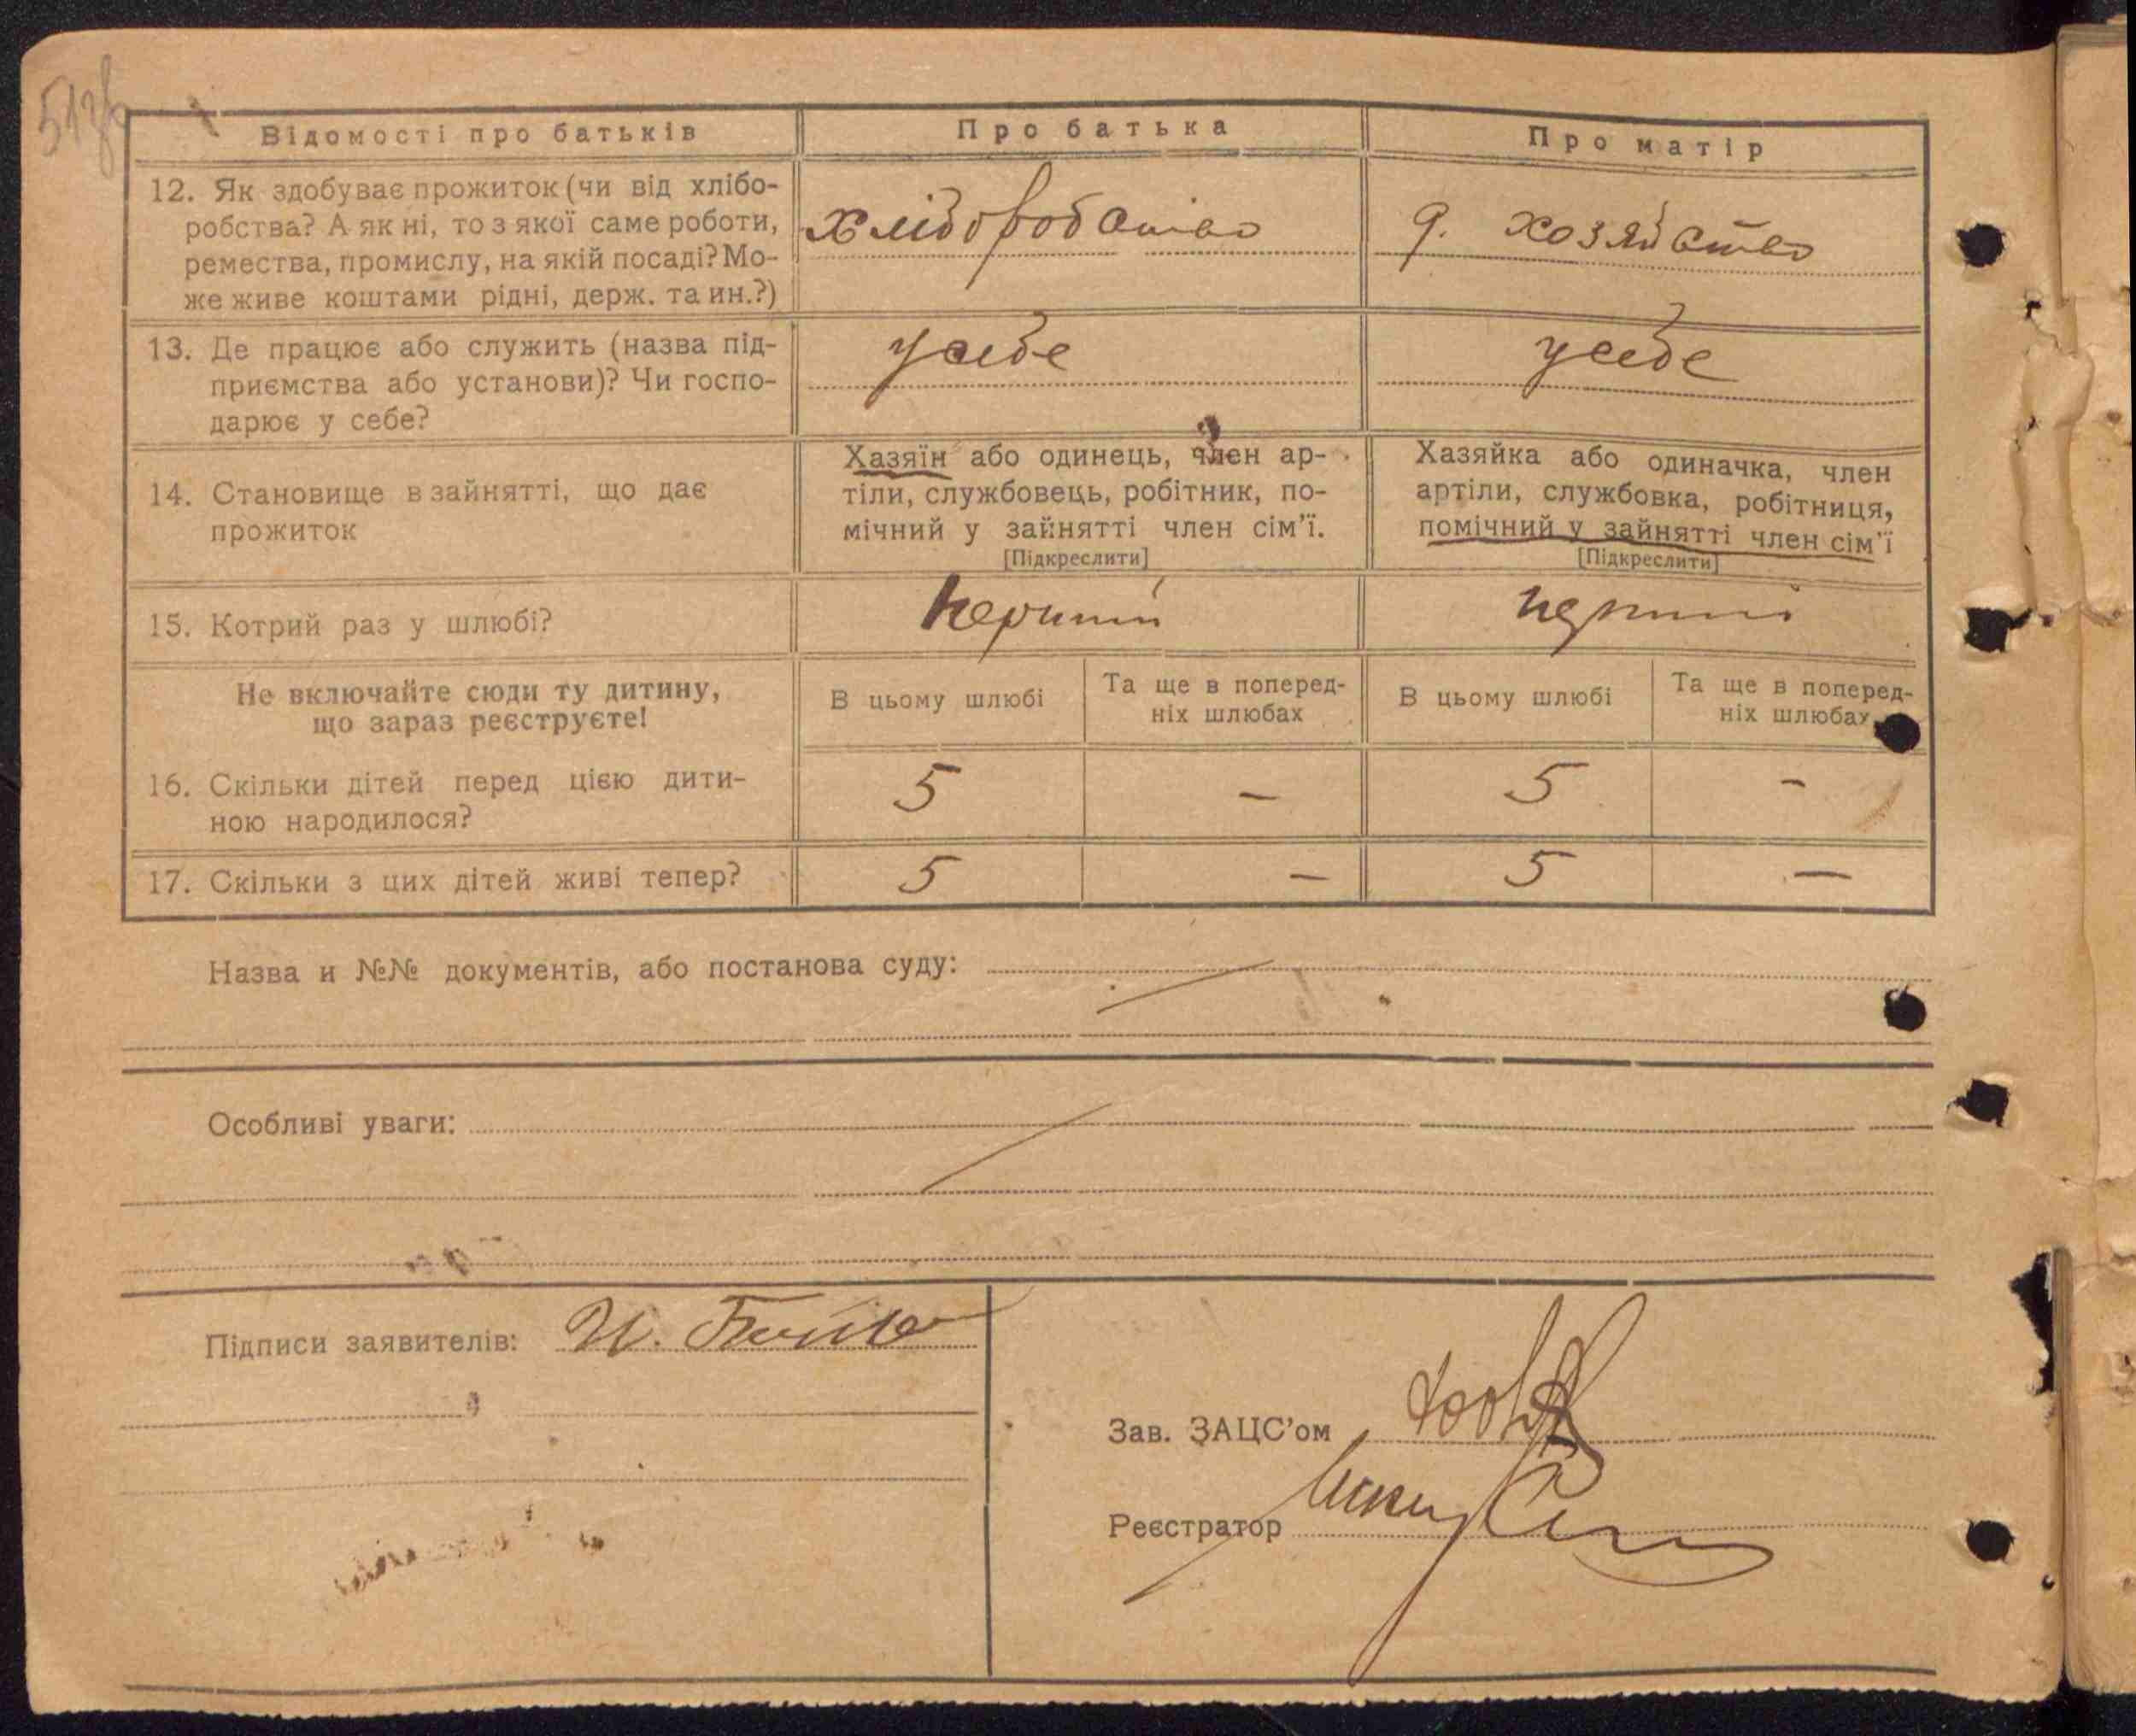 Відомості про батьків
Про батька
Про матір
12. Як здобуває прожиток (чи від хлібо-
робства? А як ні, то з якої саме роботи,
ремества, промислу, на якій посаді? Мо-
же живе коштами рідні, держ. та ин.?)
хліборобство
д. хозяйство
13. Де працює або служить (назва під-
приємства або установи)? Чи госпо-
дарює у себе?
у себе
у себе
14. Становище в зайнятті, що дає
прожиток
Хазяїн або одинець, член ар-
тіли, службовець, робітник, по-
мічний у зайнятті член сім'ї.
[Підкреслити]
Хазяйка або одиначка, член
артіли, службовка, робітниця,
помічний у зайнятті член сім'ї
[Підкреслити]
15. Котрий раз у шлюбі?
перший
перший
Не включайте сюди ту дитину,
що зараз реєструєте!
В цьому шлюбі
Та ще в поперед-
ніх шлюбах
В цьому шлюбі
Та ще в поперед-
ніх шлюбах
16. Скільки дітей перед цією дити-
ною народилося?
5
—
5
—
17. Скільки з цих дітей живі тепер?
5
—
5
—
Назва и №№ документів, або постанова суду:
Особливі уваги:
Підписи заявителів:
Зав. ЗАЦС'ом
Реєстратор